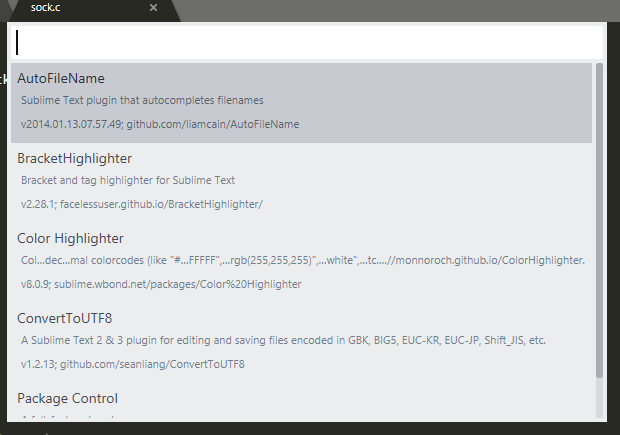 sock.c
AutoFileName
Sublime Text plugin that autocompletes filenames
v2014.01.13.07.57.49; github.com/liamcain/AutoFileName
BracketHighlighter
Bracket and tag highlighter for Sublime Text
v2.28.1; facelessuser.github.io/BracketHighlighter/
Color Highlighter
Col...dec...mal colorcodes (like "#...FFFFF",...rgb(255,255,255)",...white",...tc....//monnoroch.github.io/ColorHighlighter.
v8.0.9; sublime.wbond.net/packages/Color%20Highlighter
ConvertToUTF8
A Sublime Text 2 & 3 plugin for editing and saving files encoded in GBK, BIG5, EUC-KR, EUC-JP, Shift_JIS, etc.
v1.2.13; github.com/seanliang/ConvertToUTF8
Package Control